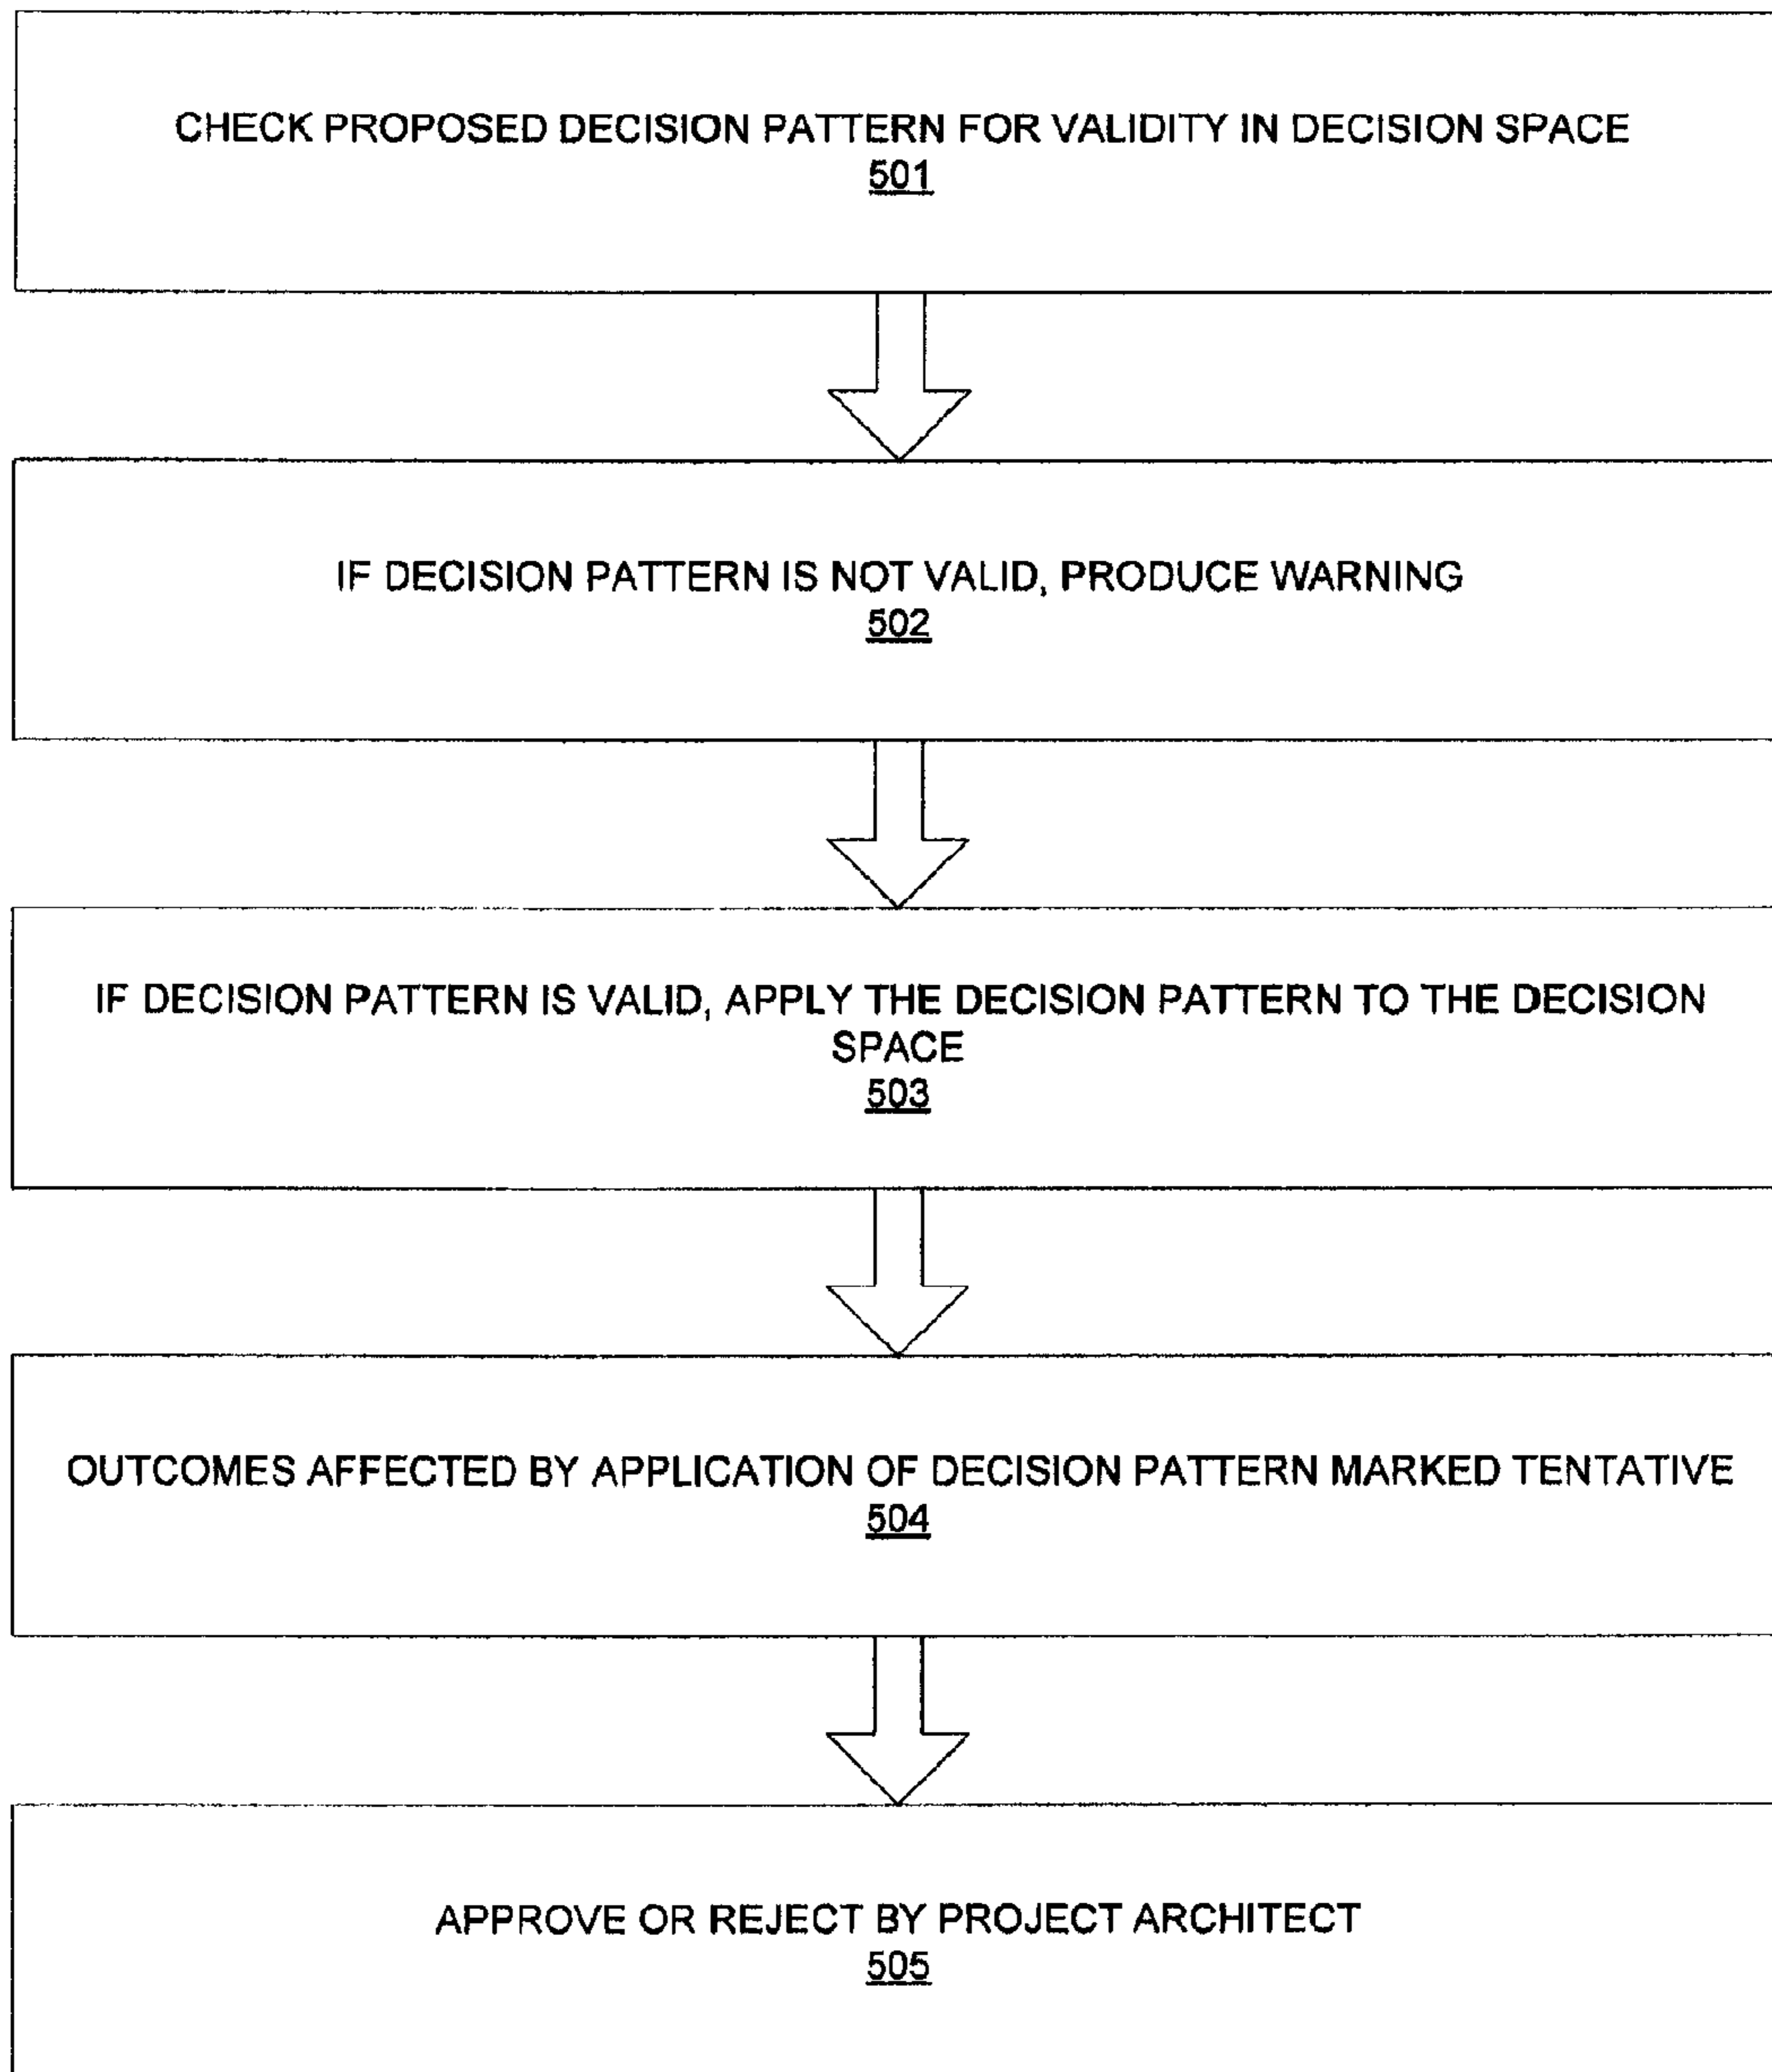 CHECK PROPOSED DECISION PATTERN FOR VALIDITY IN DECISION SPACE
501
IF DECISION PATTERN IS NOT VALID, PRODUCE WARNING
502
IF DECISION PATTERN IS VALID, APPLY THE DECISION PATTERN TO THE DECISION
SPACE
503
OUTCOMES AFFECTED BY APPLICATION OF DECISION PATTERN MARKED TENTATIVE
504
APPROVE OR REJECT BY PROJECT ARCHITECT
505